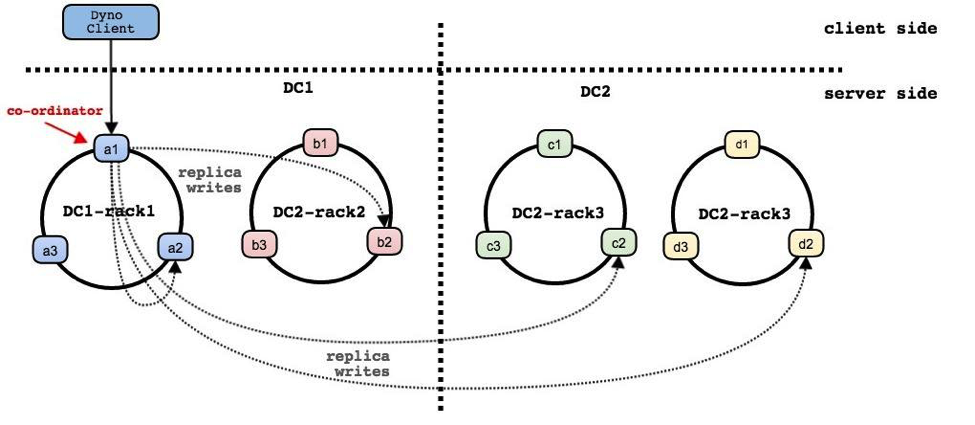 Dyno
Client
client side
DC1
DC2
server side
co-ordinator
a1
b1
c1
d1
replica
writes
DC1-rack1
DC2-rack2
DC2-rack3
DC2-rack3
a3
a2
b3
b2
c3
c2
d3
d2
replica
writes